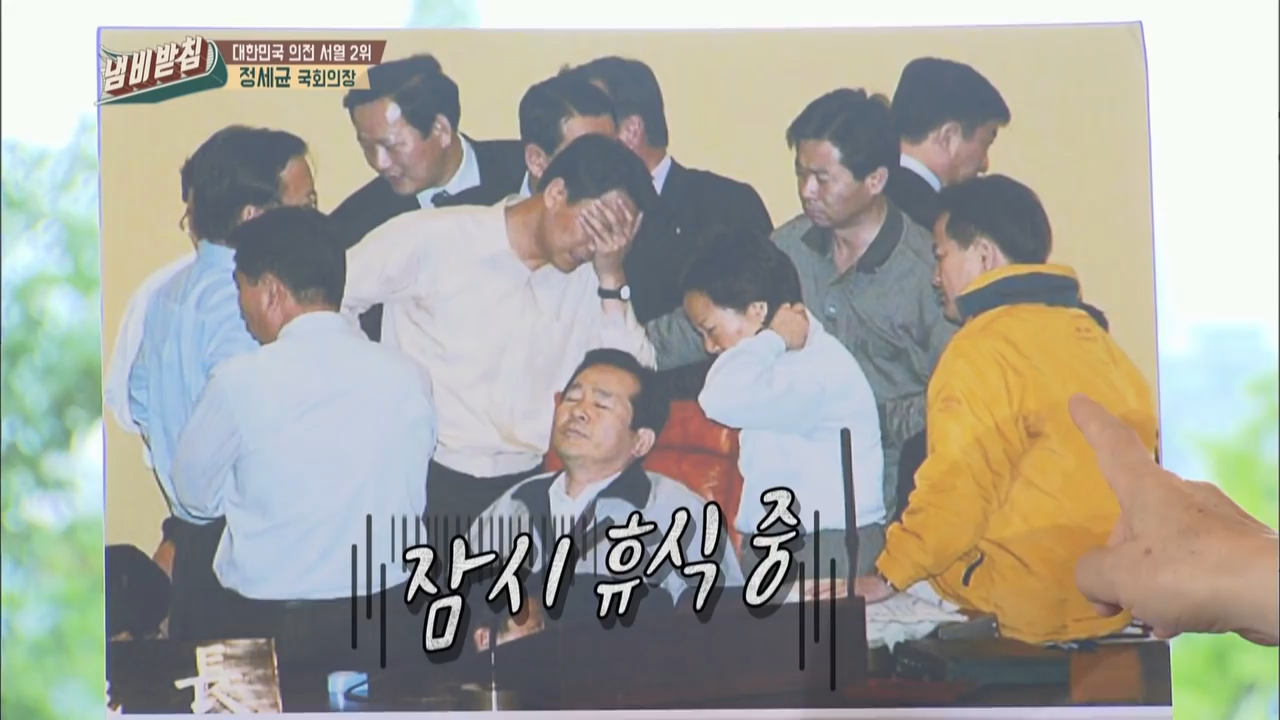 냄비받침
대한민국 의전 서열 2위
정세균 국회의장
잠시 휴식 중
長